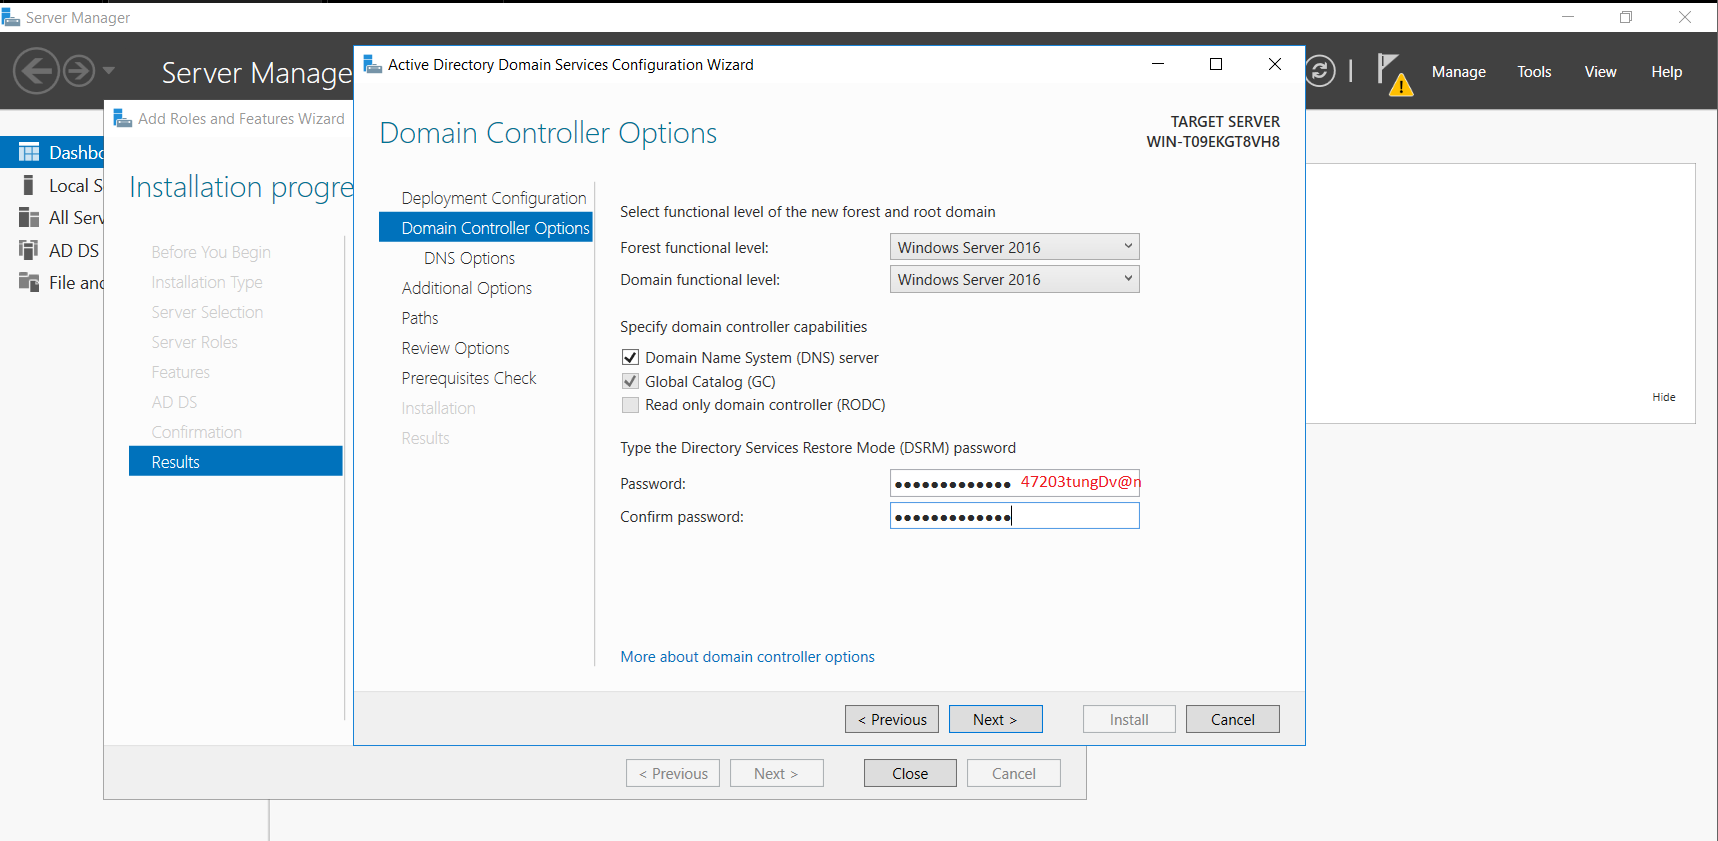 Server Manager
Server Manage
Manage
Tools
View
Help
Dashbo
Local S
All Serv
AD DS
File and
Add Roles and Features Wizard
Installation progre
Before You Begin
Installation Type
Server Selection
Server Roles
Features
AD DS
Confirmation
Results
< Previous
Next >
Close
Cancel
Active Directory Domain Services Configuration Wizard
Domain Controller Options
TARGET SERVER
WIN-T09EKGT8VH8
Deployment Configuration
Domain Controller Options
DNS Options
Additional Options
Paths
Review Options
Prerequisites Check
Installation
Results
Select functional level of the new forest and root domain
Forest functional level: Windows Server 2016
Domain functional level: Windows Server 2016
Specify domain controller capabilities
Domain Name System (DNS) server
Global Catalog (GC)
Read only domain controller (RODC)
Type the Directory Services Restore Mode (DSRM) password
Password: ●●●●●●●●●●●●● 47203tungDv@n
Confirm password: ●●●●●●●●●●●●●
More about domain controller options
< Previous
Next >
Install
Cancel
Hide